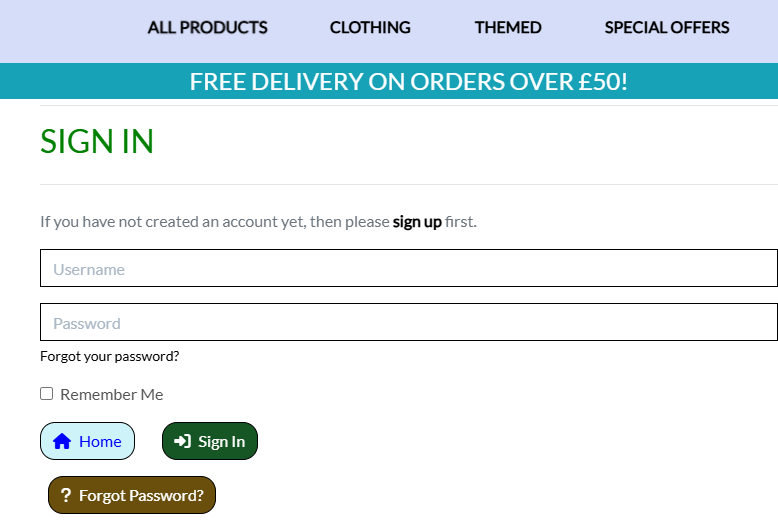 ALL PRODUCTS CLOTHING THEMED SPECIAL OFFERS
FREE DELIVERY ON ORDERS OVER £50!
SIGN IN
If you have not created an account yet, then please sign up first.
Username
Password
Forgot your password?
Remember Me
Home Sign In
? Forgot Password?